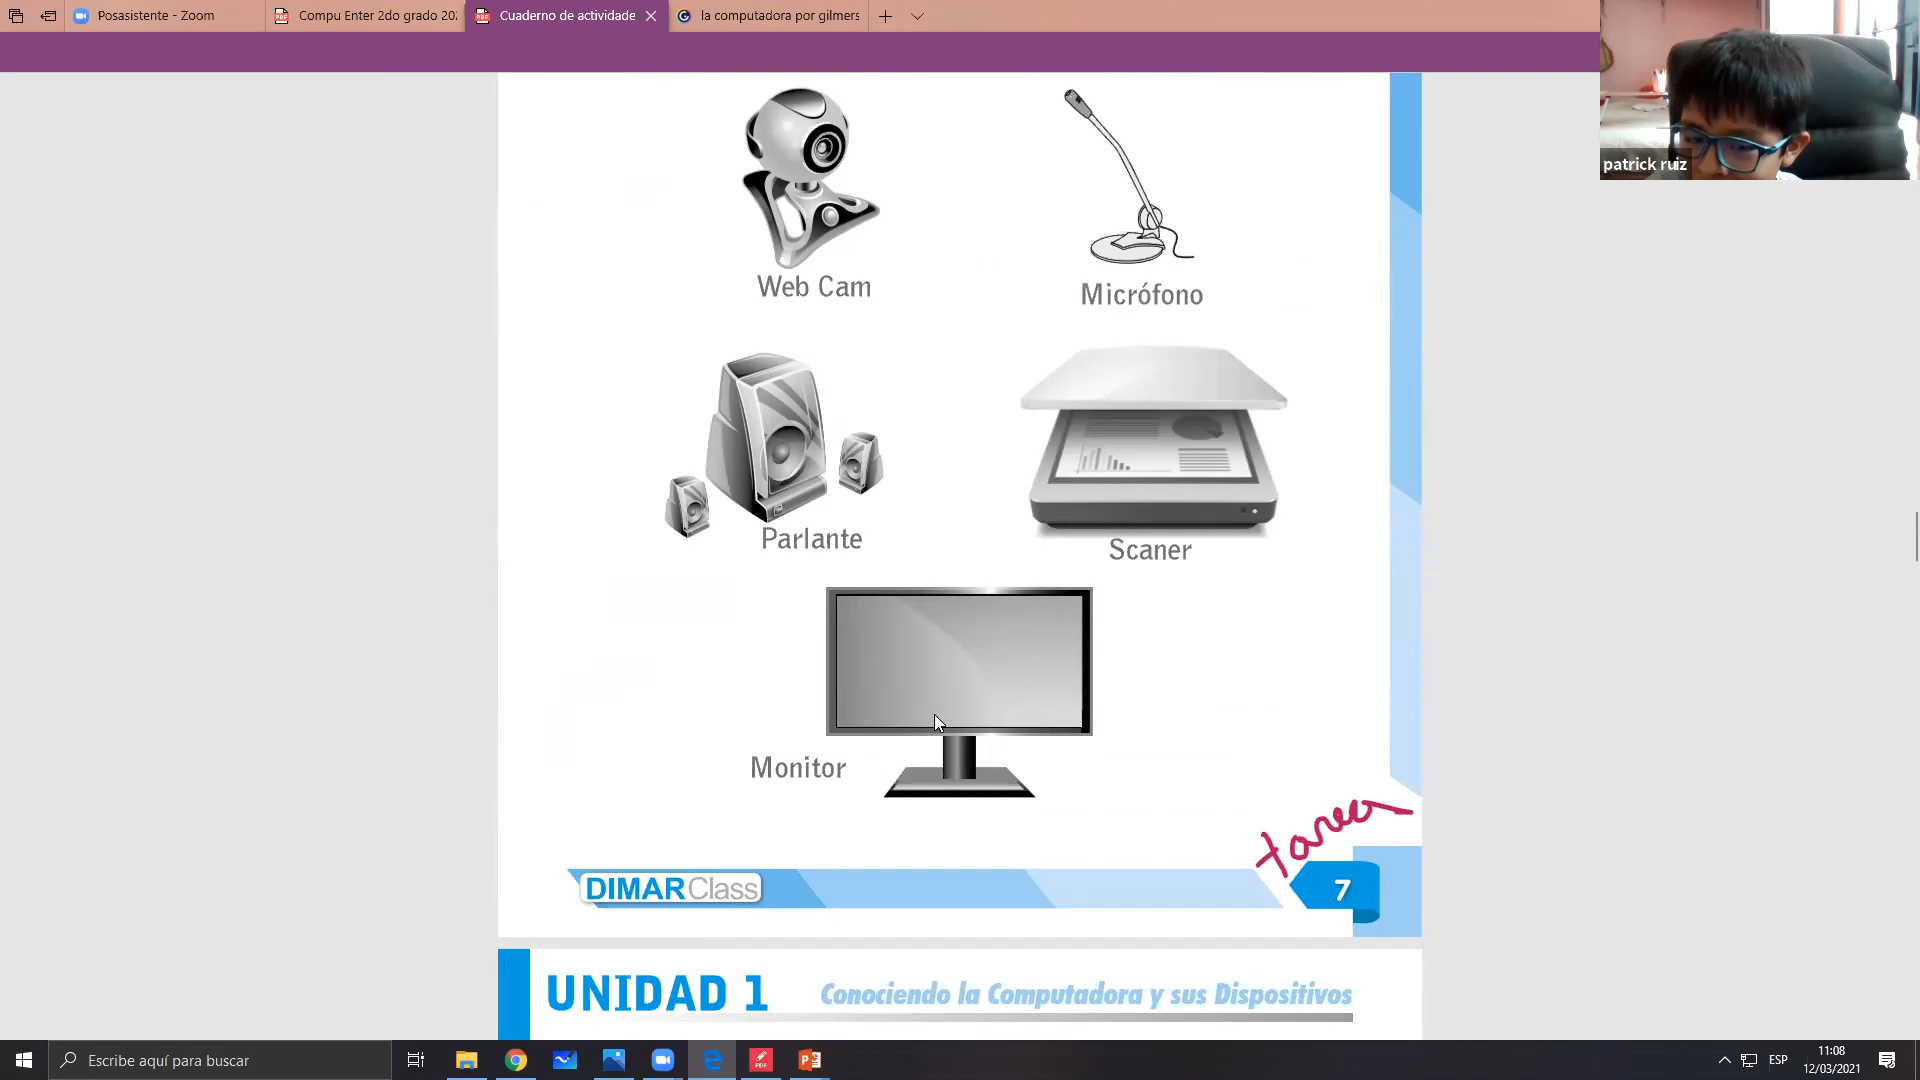 Posasistente - Zoom
Compu Enter 2do grado 202
Cuaderno de actividade
la computadora por gilmers
patrick ruiz
Web Cam
Micrófono
Parlante
Scaner
Monitor
tarea
DIMARClass
7
UNIDAD 1
Conociendo la Computadora y sus Dispositivos
Escribe aquí para buscar
ESP
11:08
12/03/2021